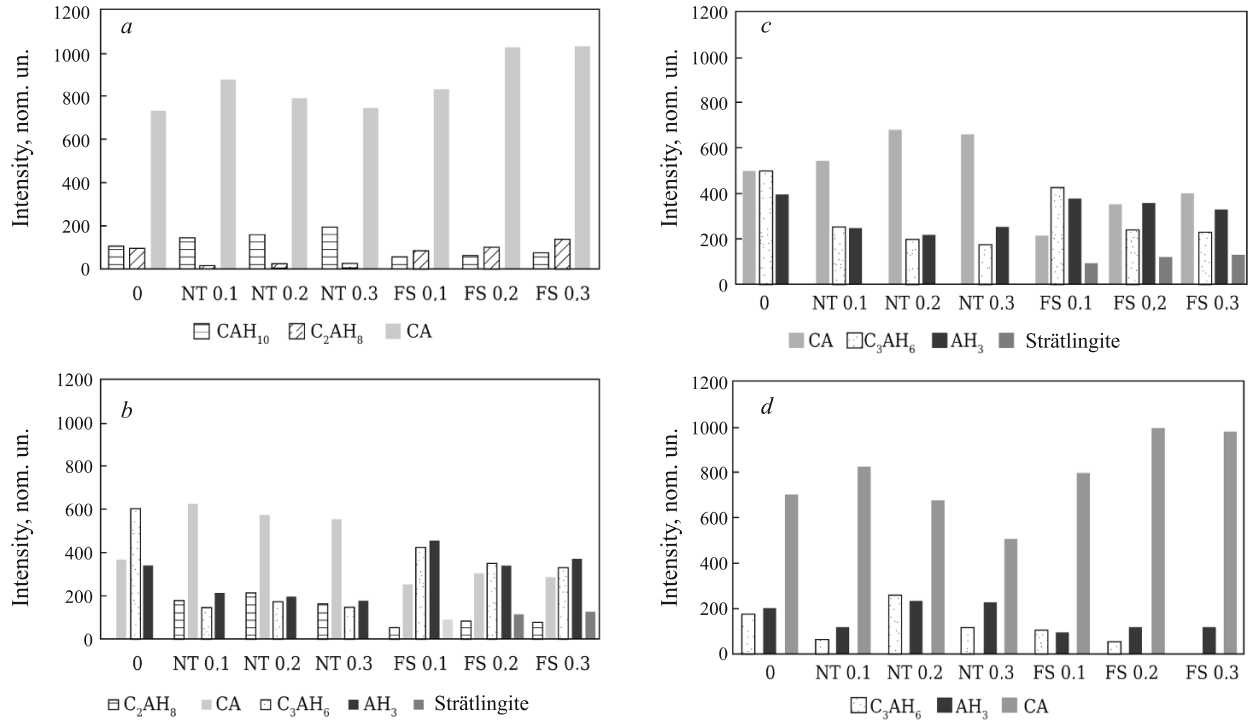 a
Intensity, nom. un.
1200
1000
800
600
400
200
0
0 NT 0.1 NT 0.2 NT 0.3 FS 0.1 FS 0.2 FS 0.3
CAH₁₀ C₂AH₈ CA
b
Intensity, nom. un.
1200
1000
800
600
400
200
0
0 NT 0.1 NT 0.2 NT 0.3 FS 0.1 FS 0.2 FS 0.3
C₂AH₈ CA C₃AH₆ AH₃ Strätlingite
c
Intensity, nom. un.
1200
1000
800
600
400
200
0
0 NT 0.1 NT 0.2 NT 0.3 FS 0.1 FS 0.2 FS 0.3
CA C₃AH₆ AH₃ Strätlingite
d
Intensity, nom. un.
1200
1000
800
600
400
200
0
0 NT 0.1 NT 0.2 NT 0.3 FS 0.1 FS 0.2 FS 0.3
C₃AH₆ AH₃ CA